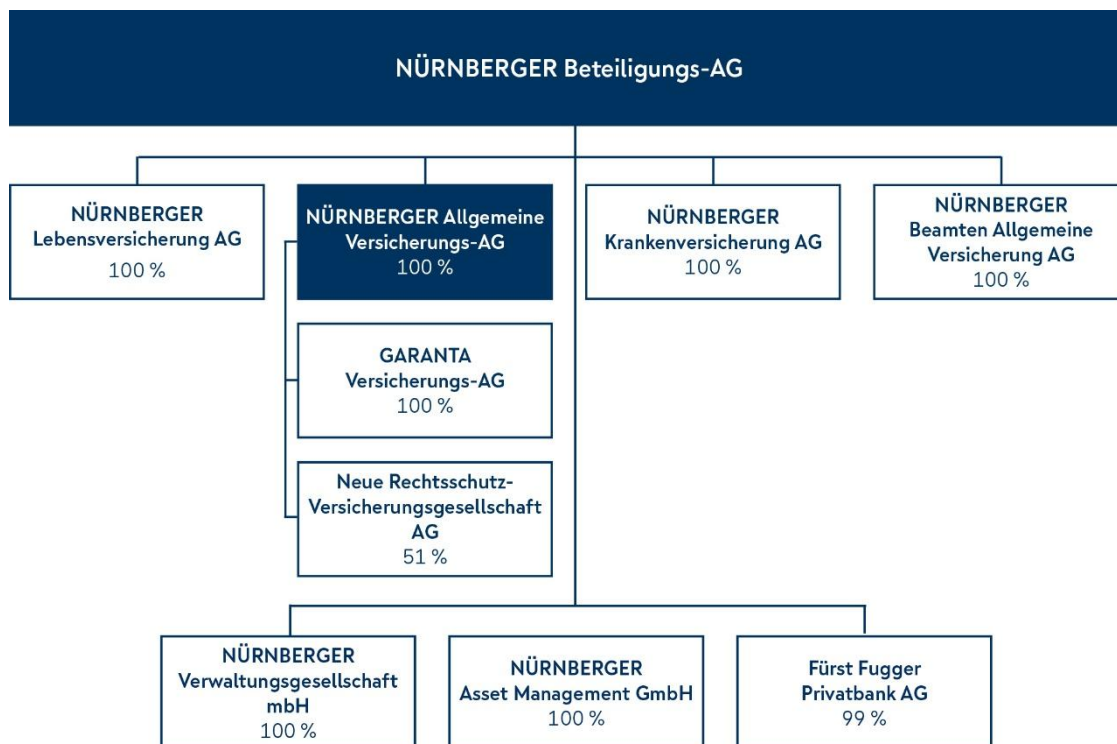 NÜRNBERGER Beteiligungs-AG
NÜRNBERGER
Lebensversicherung AG
100 %
NÜRNBERGER Allgemeine
Versicherungs-AG
100 %
NÜRNBERGER
Krankenversicherung AG
100 %
NÜRNBERGER
Beamten Allgemeine
Versicherung AG
100 %
GARANTA
Versicherungs-AG
100 %
Neue Rechtsschutz-
Versicherungsgesellschaft
AG
51 %
NÜRNBERGER
Verwaltungsgesellschaft
mbH
100 %
NÜRNBERGER
Asset Management GmbH
100 %
Fürst Fugger
Privatbank AG
99 %